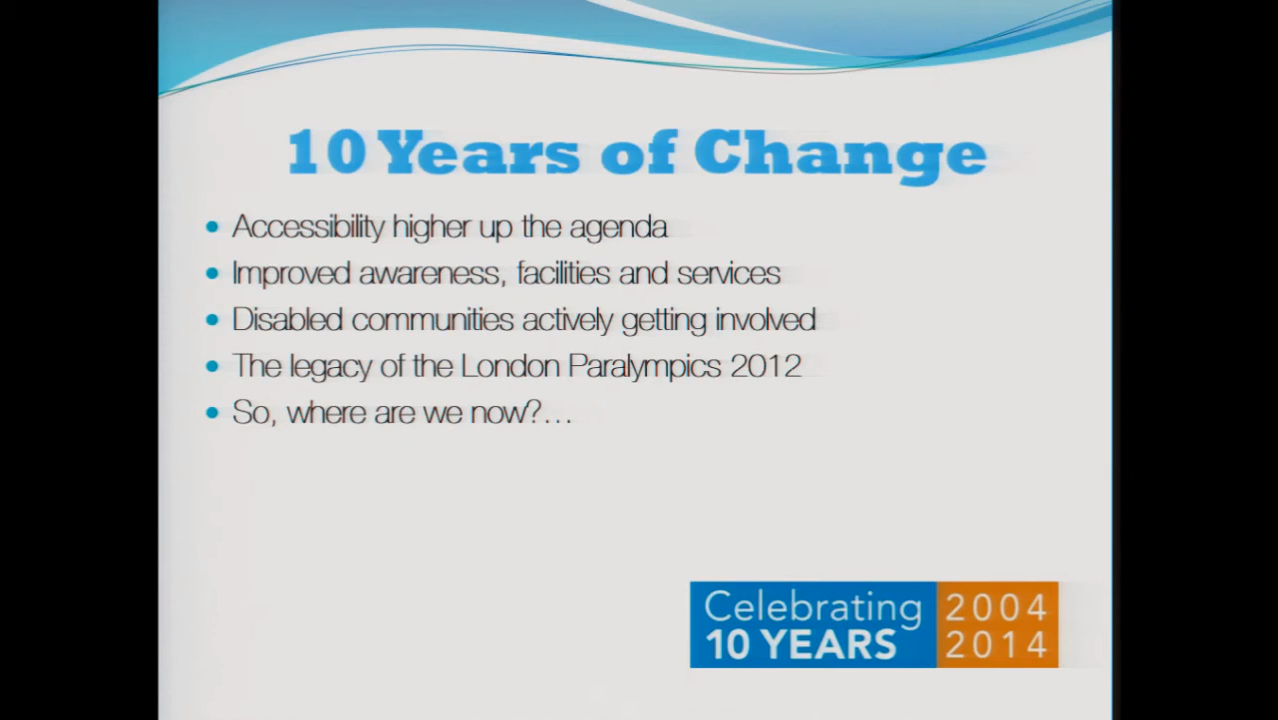 10 Years of Change
Accessibility higher up the agenda
Improved awareness, facilities and services
Disabled communities actively getting involved
The legacy of the London Paralympics 2012
So, where are we now?…
Celebrating
10 YEARS
2004
2014